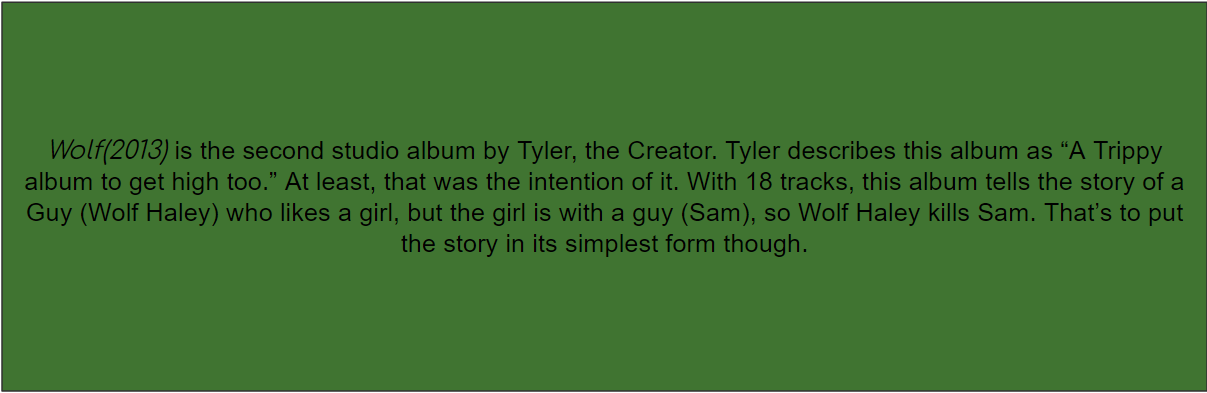 Wolf(2013) is the second studio album by Tyler, the Creator. Tyler describes this album as “A Trippy
album to get high too.” At least, that was the intention of it. With 18 tracks, this album tells the story of a
Guy (Wolf Haley) who likes a girl, but the girl is with a guy (Sam), so Wolf Haley kills Sam. That’s to put
the story in its simplest form though.